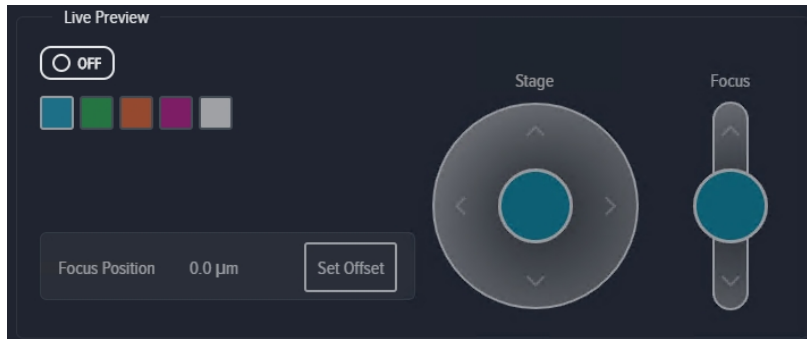 Live Preview
OFF
Stage
Focus
Focus Position 0.0 µm Set Offset